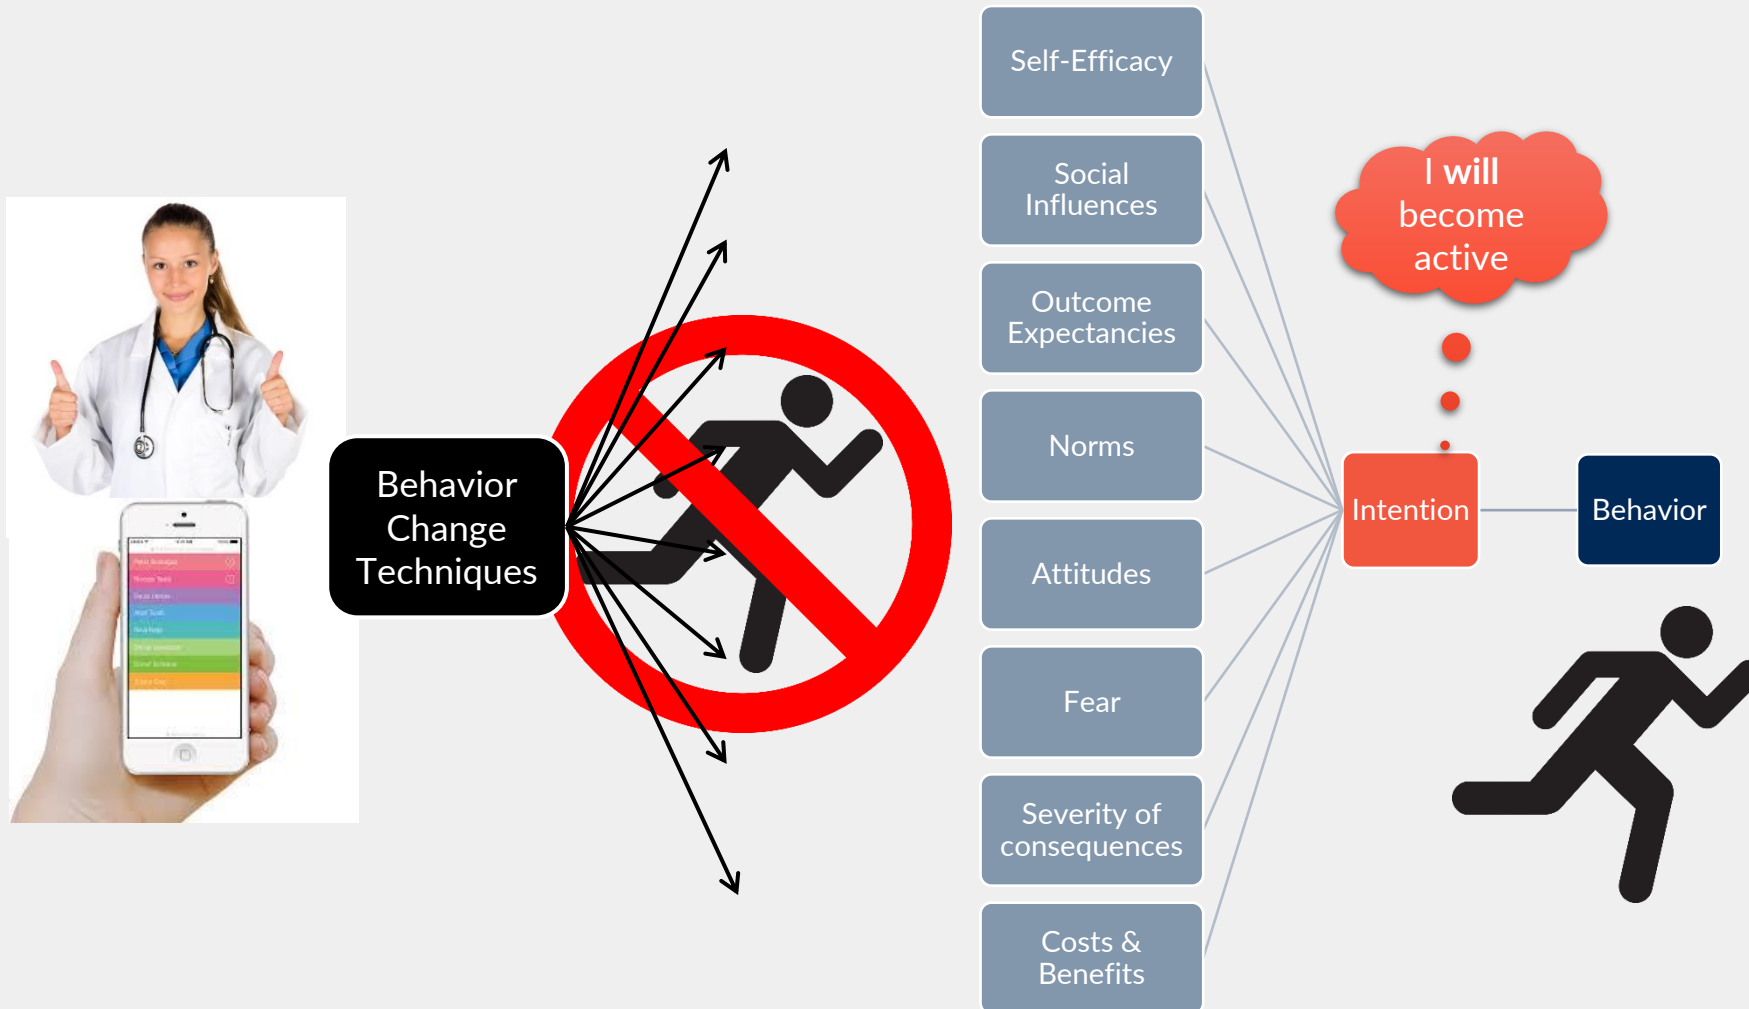 Behavior
Change
Techniques
Self-Efficacy
Social
Influences
Outcome
Expectancies
Norms
Attitudes
Fear
Severity of
consequences
Costs &
Benefits
I will
become
active
Intention
Behavior